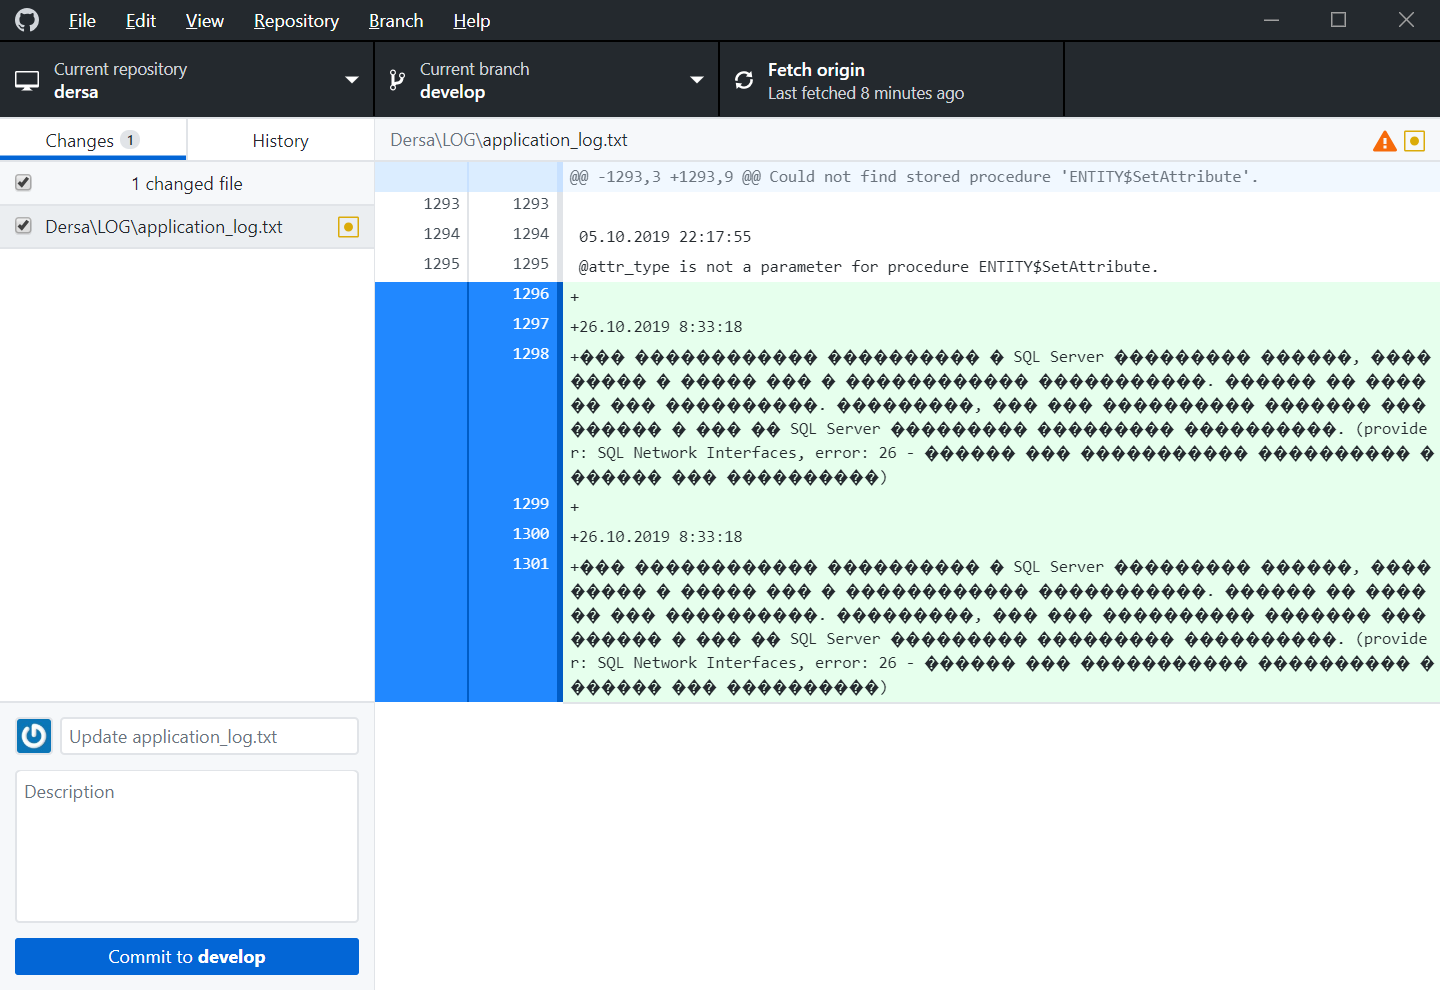 File Edit View Repository Branch Help
Current repository
dersa
Current branch
develop
Fetch origin
Last fetched 8 minutes ago
Changes 1
History
Dersa\LOG\application_log.txt
1 changed file
Dersa\LOG\application_log.txt
@@ -1293,3 +1293,9 @@ Could not find stored procedure 'ENTITY$SetAttribute'.
1293 1293
1294 1294 05.10.2019 22:17:55
1295 1295 @attr_type is not a parameter for procedure ENTITY$SetAttribute.
1296 +
1297 +26.10.2019 8:33:18
1298 +��� �������������� ������������ � SQL Server ��������� ������, ����
����� � ����� ��� � �������������� �����������. ������ �� ����
�� ��� ����������. ���������, ��� ��� ���������� ������� ���
������ � ��� �� SQL Server ��������� ��������� ����������. (provide
r: SQL Network Interfaces, error: 26 - ������ ��� ����������� ���������� �
������ ��� ����������)
1299 +
1300 +26.10.2019 8:33:18
1301 +��� ������������ ���������� � SQL Server ��������� ������, ����
����� � ����� ��� � ������������ �����������. ������ �� ����
�� ��� ����������. ���������, ��� ��� ���������� ������� ���
������ � ��� �� SQL Server ��������� ��������� ����������. (provide
r: SQL Network Interfaces, error: 26 - ������ ��� ����������� ���������� �
������ ��� ����������)
Update application_log.txt
Description
Commit to develop